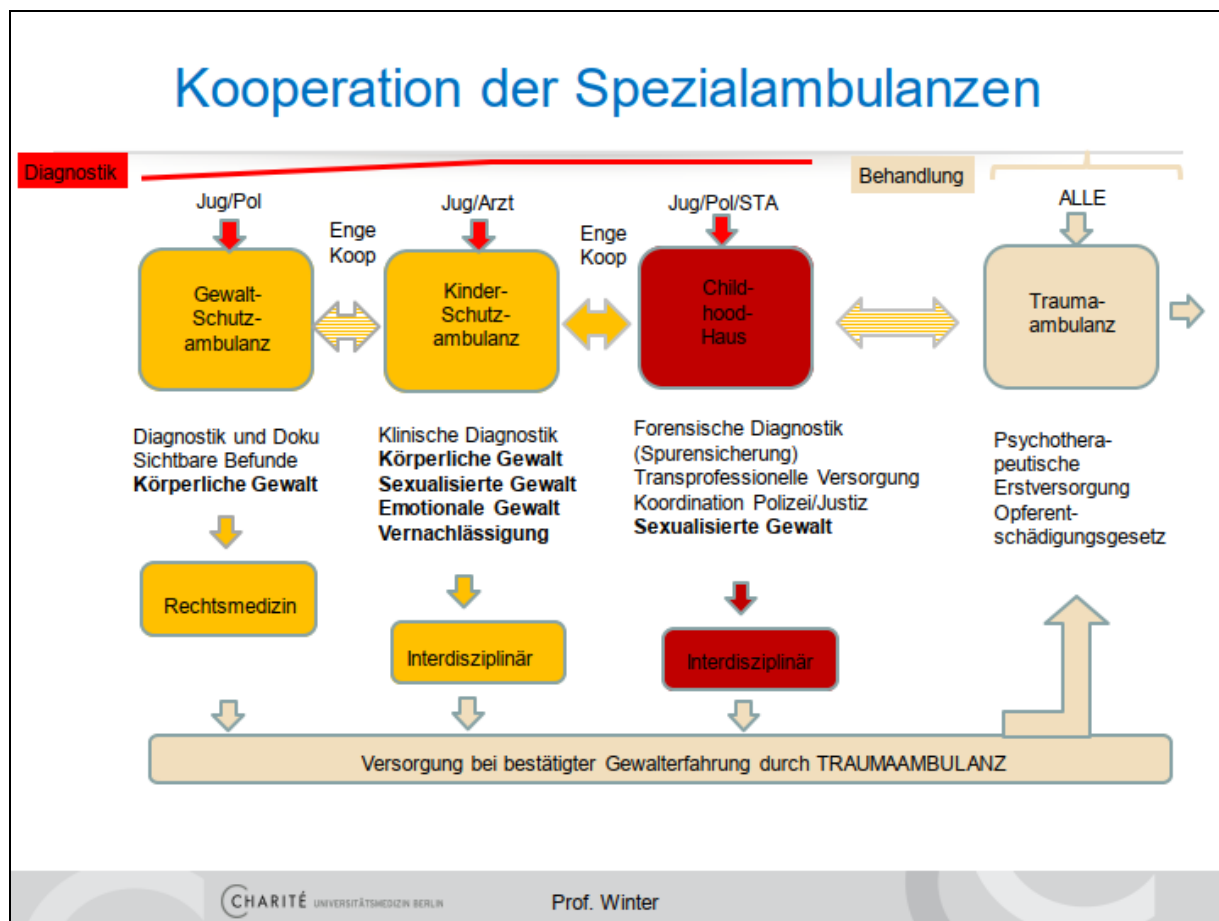 Kooperation der Spezialambulanzen
Diagnostik
Behandlung
Jug/Pol
Enge
Koop
Jug/Arzt
Enge
Koop
Jug/Pol/STA
ALLE
Gewalt-
Schutz-
ambulanz
Kinder-
Schutz-
ambulanz
Child-
hood-
Haus
Trauma-
ambulanz
Diagnostik und Doku
Sichtbare Befunde
Körperliche Gewalt
Klinische Diagnostik
Körperliche Gewalt
Sexualisierte Gewalt
Emotionale Gewalt
Vernachlässigung
Forensische Diagnostik
(Spurensicherung)
Transprofessionelle Versorgung
Koordination Polizei/Justiz
Sexualisierte Gewalt
Psychothera-
peutische
Erstversorgung
Opferent-
schädigungsgesetz
Rechtsmedizin
Interdisziplinär
Interdisziplinär
Versorgung bei bestätigter Gewalterfahrung durch TRAUMAAMBULANZ
CHARITÉ UNIVERSITÄTSMEDIZIN BERLIN
Prof. Winter